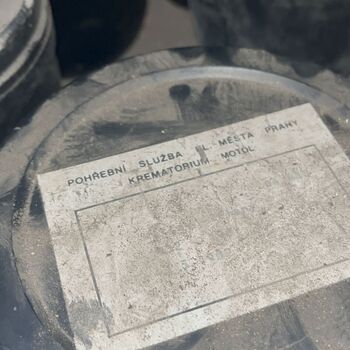 POHŘEBNÍ SLUŽBA HL. MĚSTA PRAHY
KREMATORIUM MOTOL